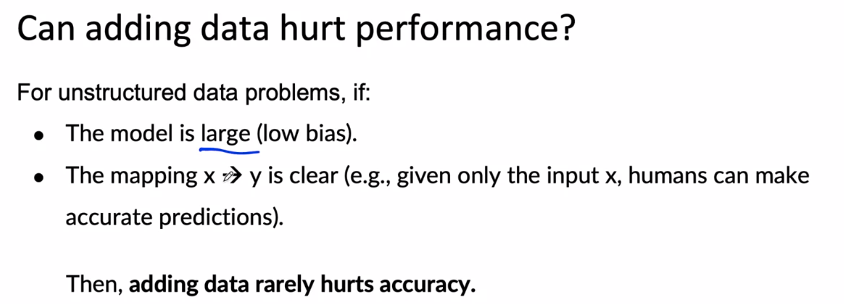 Can adding data hurt performance?
For unstructured data problems, if:
● The model is large (low bias).
● The mapping x → y is clear (e.g., given only the input x, humans can make
accurate predictions).
Then, adding data rarely hurts accuracy.